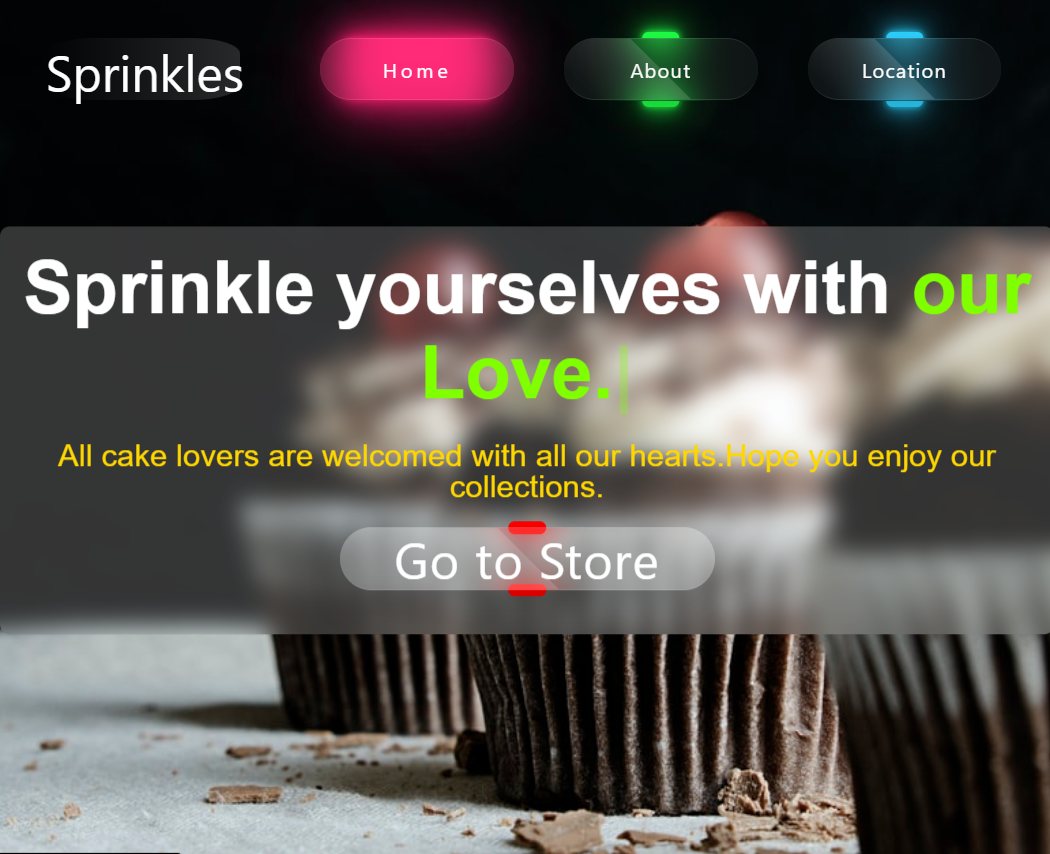 Sprinkles
Home
About
Location
Sprinkle yourselves with our
Love.
All cake lovers are welcomed with all our hearts.Hope you enjoy our
collections.
Go to Store